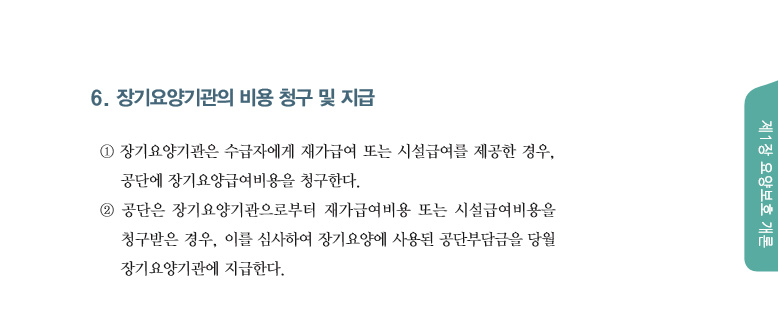 6. 장기요양기관의 비용 청구 및 지급
① 장기요양기관은 수급자에게 재가급여 또는 시설급여를 제공한 경우,
공단에 장기요양급여비용을 청구한다.
② 공단은 장기요양기관으로부터 재가급여비용 또는 시설급여비용을
청구받은 경우, 이를 심사하여 장기요양에 사용된 공단부담금을 당월
장기요양기관에 지급한다.
제1장 요양보호 개론